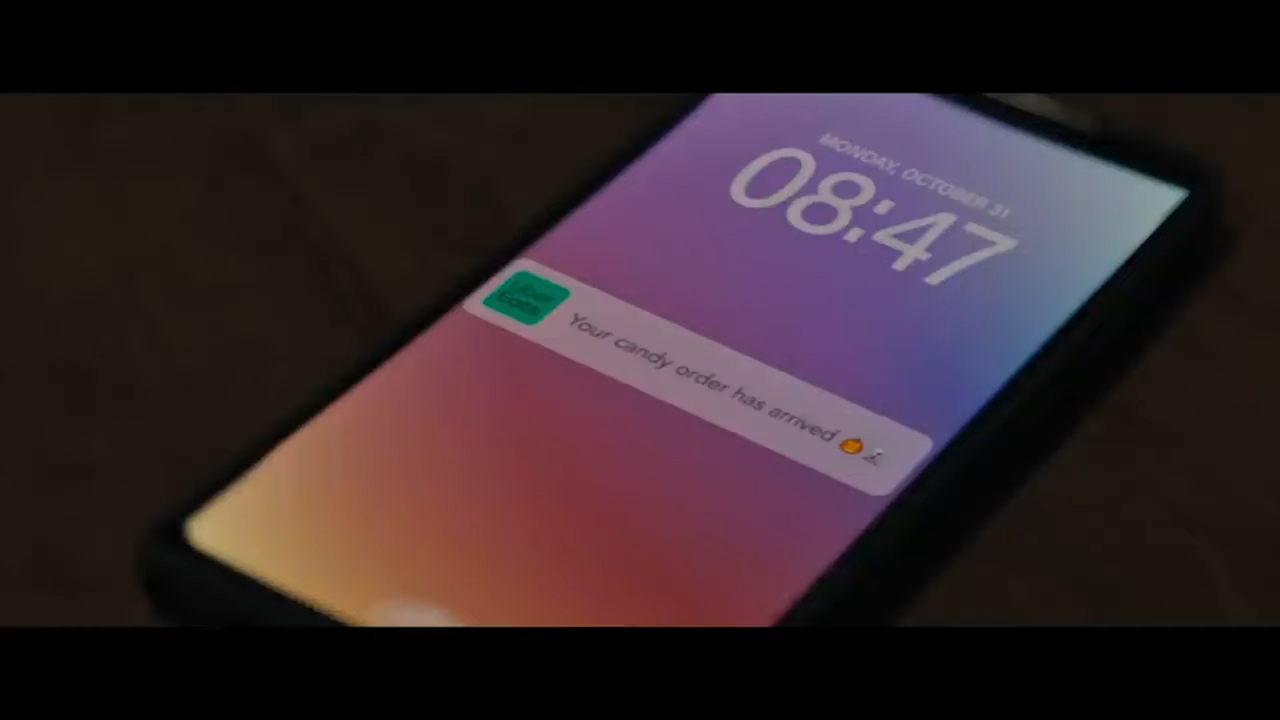 MONDAY, OCTOBER 31
08:47
Uber
Eats
Your candy order has arrived